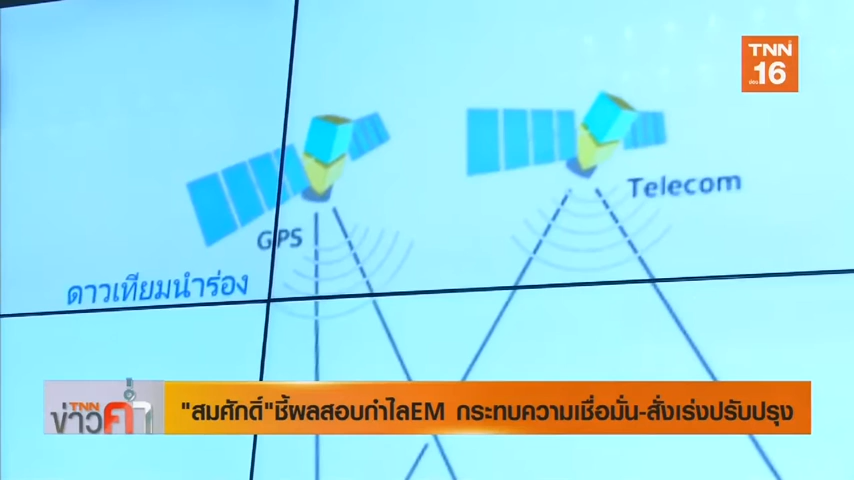 TNN
ช่อง 16
Telecom
GPS
ดาวเทียมนำร่อง
TNN
ข่าวค่ำ
"สมศักดิ์"ชี้ผลสอบกำไลEM กระทบความเชื่อมั่น-สั่งเร่งปรับปรุง